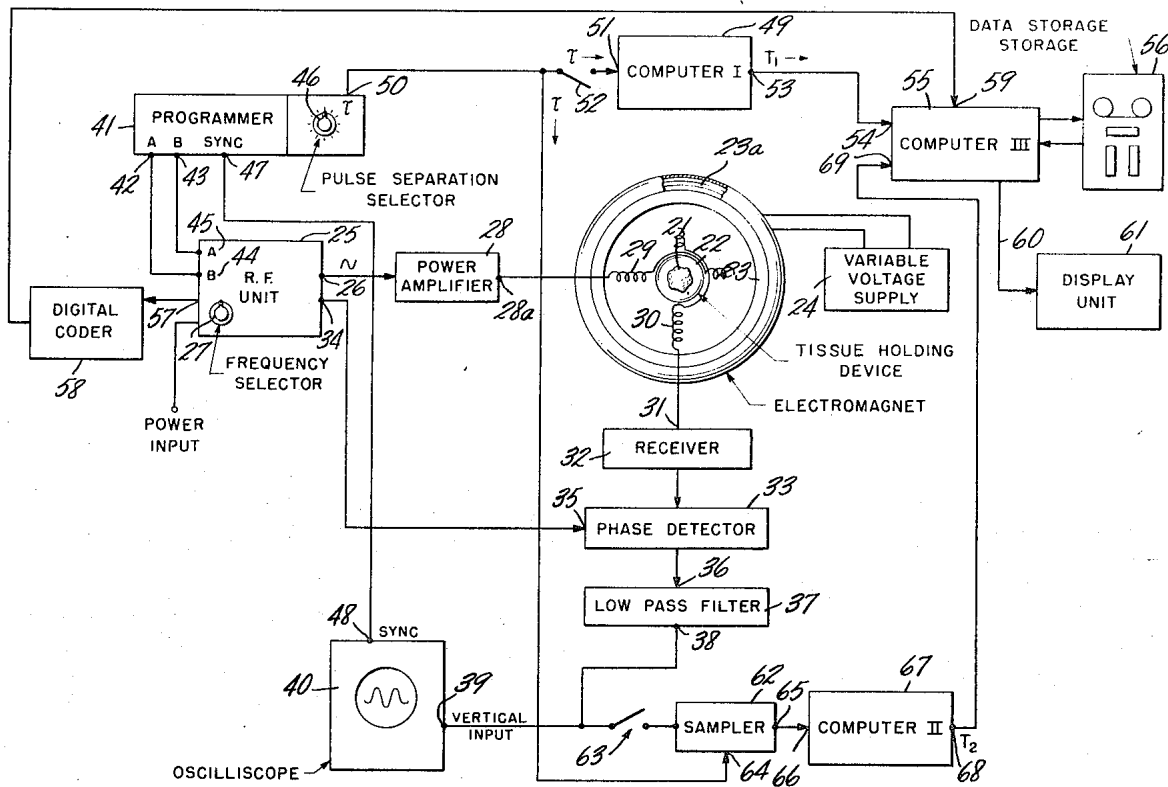 DATA STORAGE
STORAGE
56
49
COMPUTER I
51
τ
T₁
52
53
50
46
τ
τ
41
PROGRAMMER
A B SYNC
42
43
47
PULSE SEPARATION
SELECTOR
55
59
COMPUTER III
54
69
60
61
DISPLAY
UNIT
23a
21
22
23
29
30
24
VARIABLE
VOLTAGE
SUPPLY
TISSUE HOLDING
DEVICE
ELECTROMAGNET
45
A
B
44
25
R.F.
UNIT
26
27
34
57
FREQUENCY
SELECTOR
28
POWER
AMPLIFIER
28a
DIGITAL
CODER
58
POWER
INPUT
31
RECEIVER
32
33
35
PHASE DETECTOR
36
LOW PASS FILTER
37
38
48
SYNC
40
39
VERTICAL
INPUT
OSCILLISCOPE
63
62
SAMPLER
64
65
66
67
COMPUTER II
T₂
68